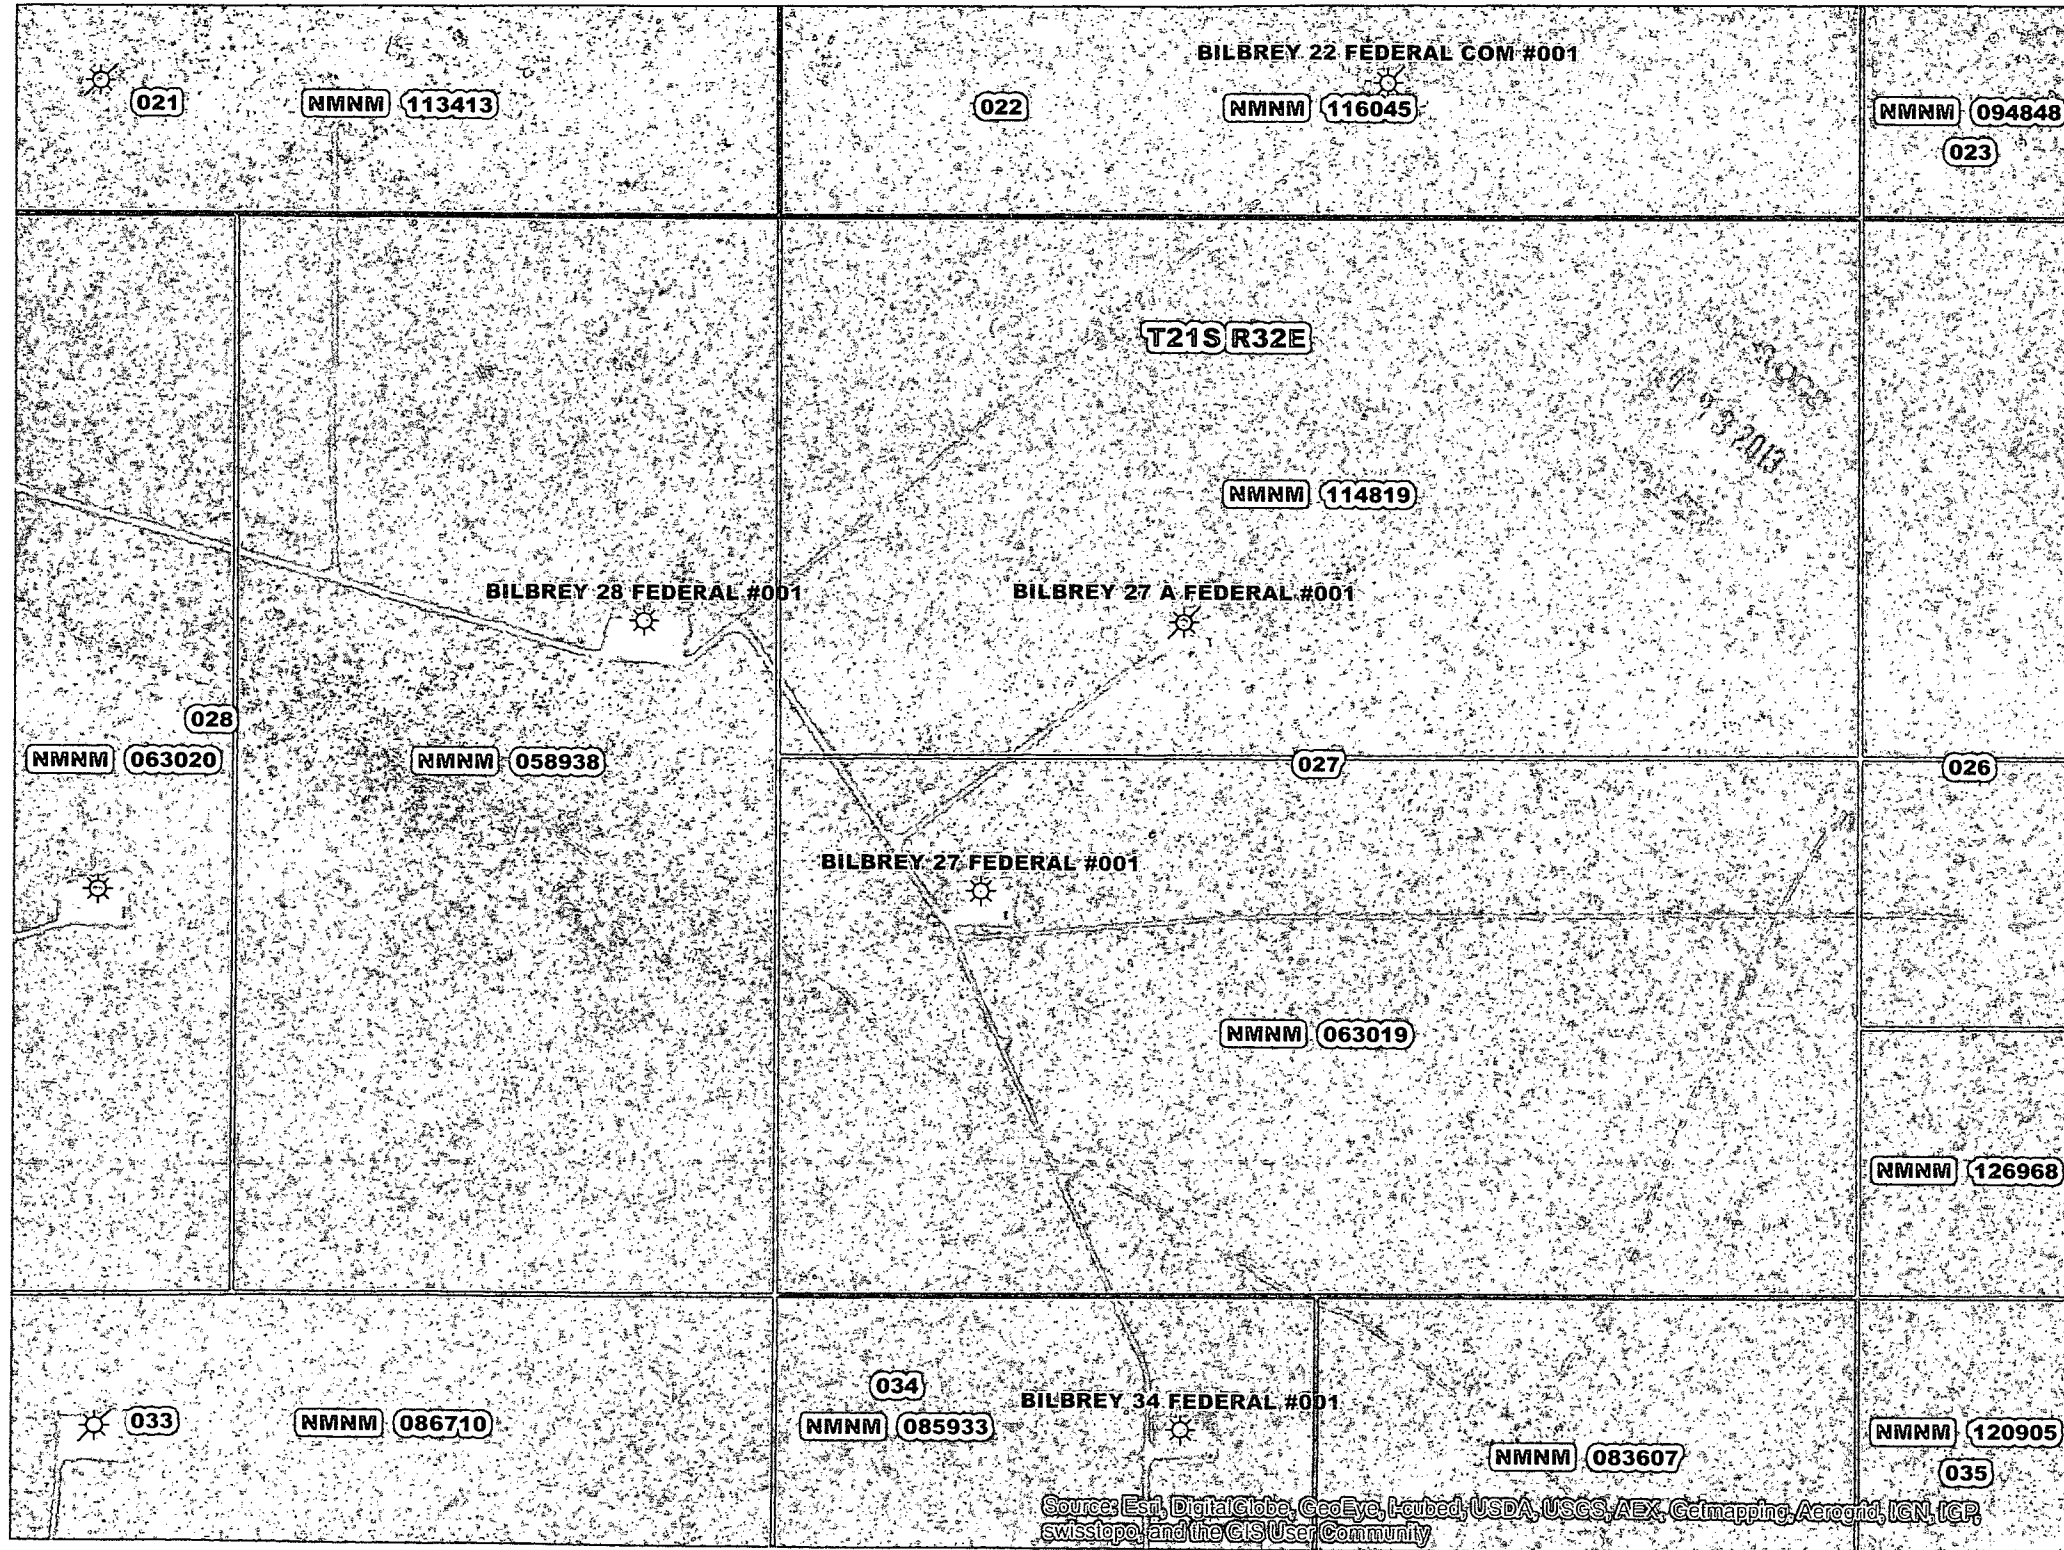 BILBREY 22 FEDERAL COM #001
021 NMNM 113413
022 NMNM 116045
NMNM 094848
023
T21S R32E
2013
NMNM 114819
BILBREY 28 FEDERAL #001
BILBREY 27 A FEDERAL #001
028
NMNM 063020
NMNM 058938
027
026
BILBREY 27 FEDERAL #001
NMNM 063019
NMNM 126968
034
BILBREY 34 FEDERAL #001
033 NMNM 086710
NMNM 085933
NMNM 083607
NMNM 120905
035
Source: Esri, DigitalGlobe, GeoEye, i-cubed, USDA, USGS, AEX, Getmapping, Aerogrid, IGN, IGP,
swisstopo, and the GIS User Community